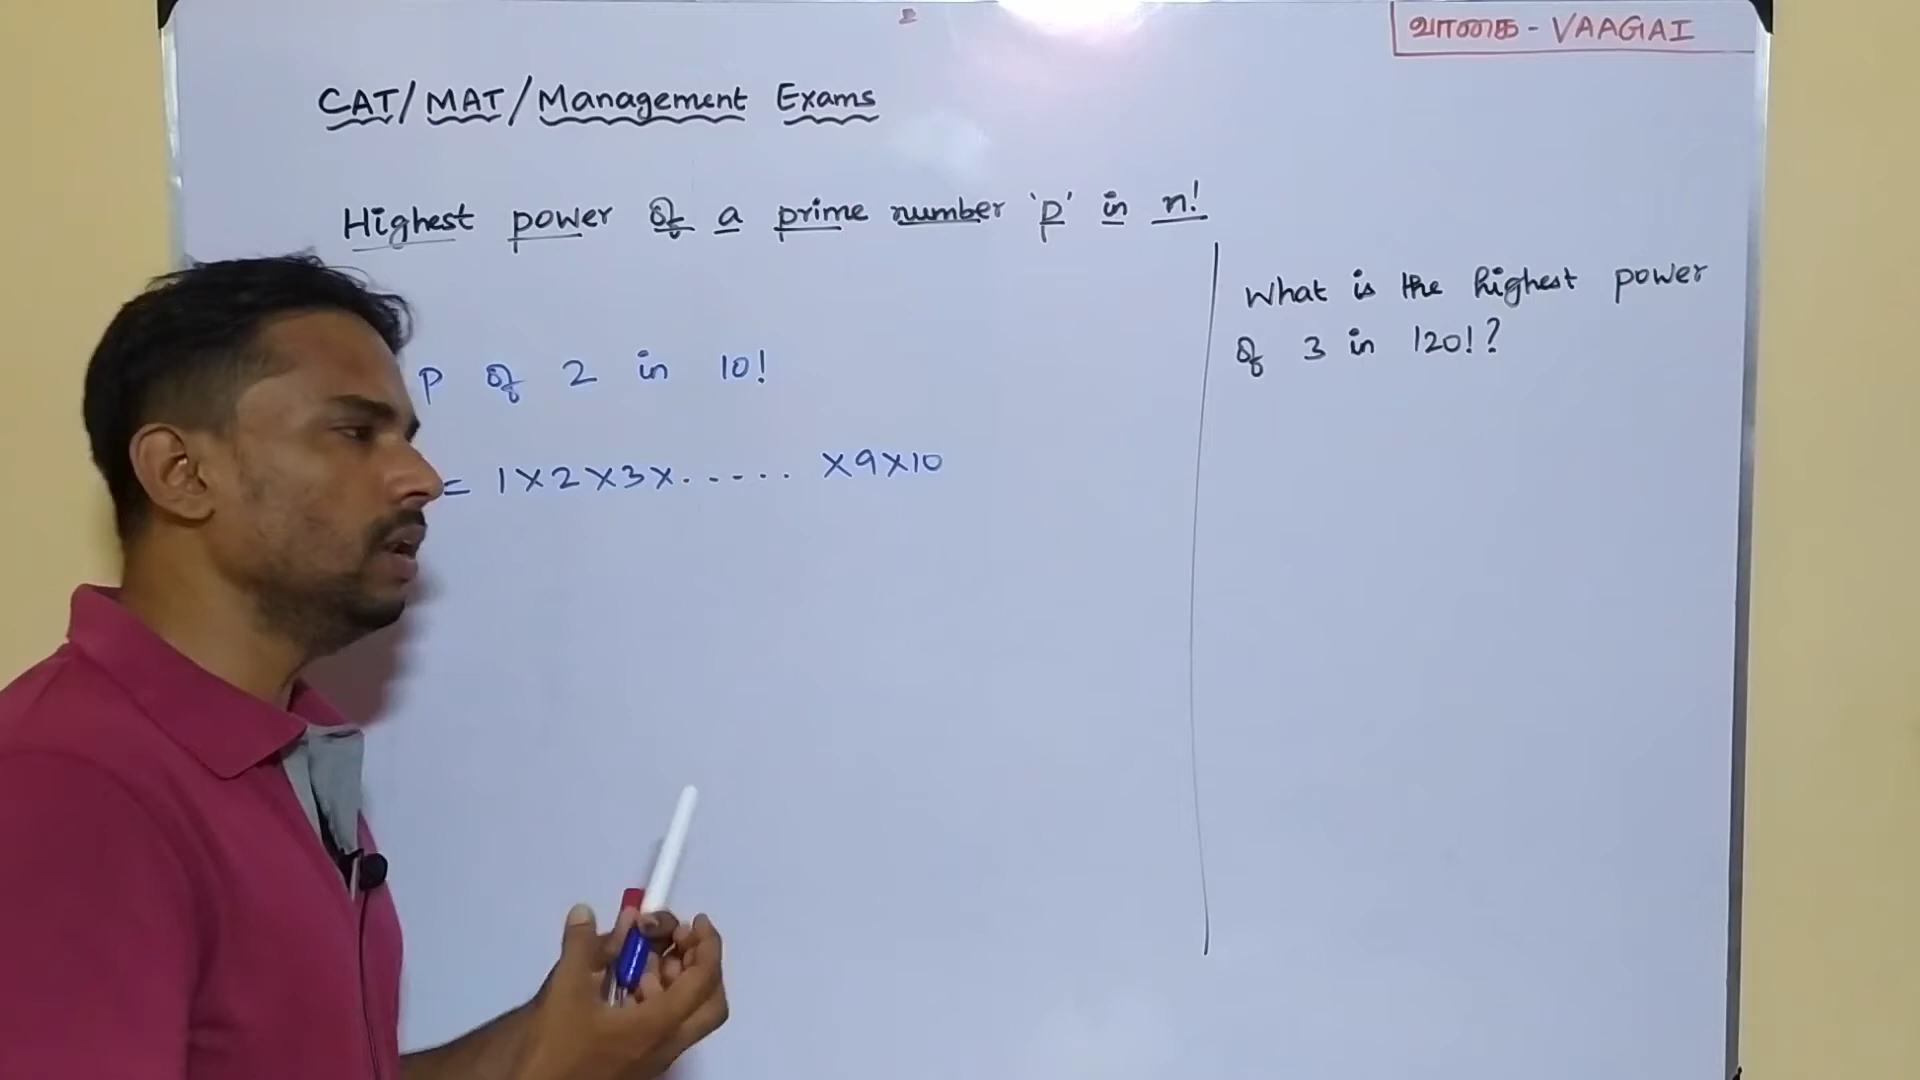 வாகை - VAAGAI
CAT/MAT/Management Exams
Highest power of a prime number 'p' in n!
P of 2 in 10!
= 1×2×3×..... ×9×10
What is the highest power
of 3 in 120!?